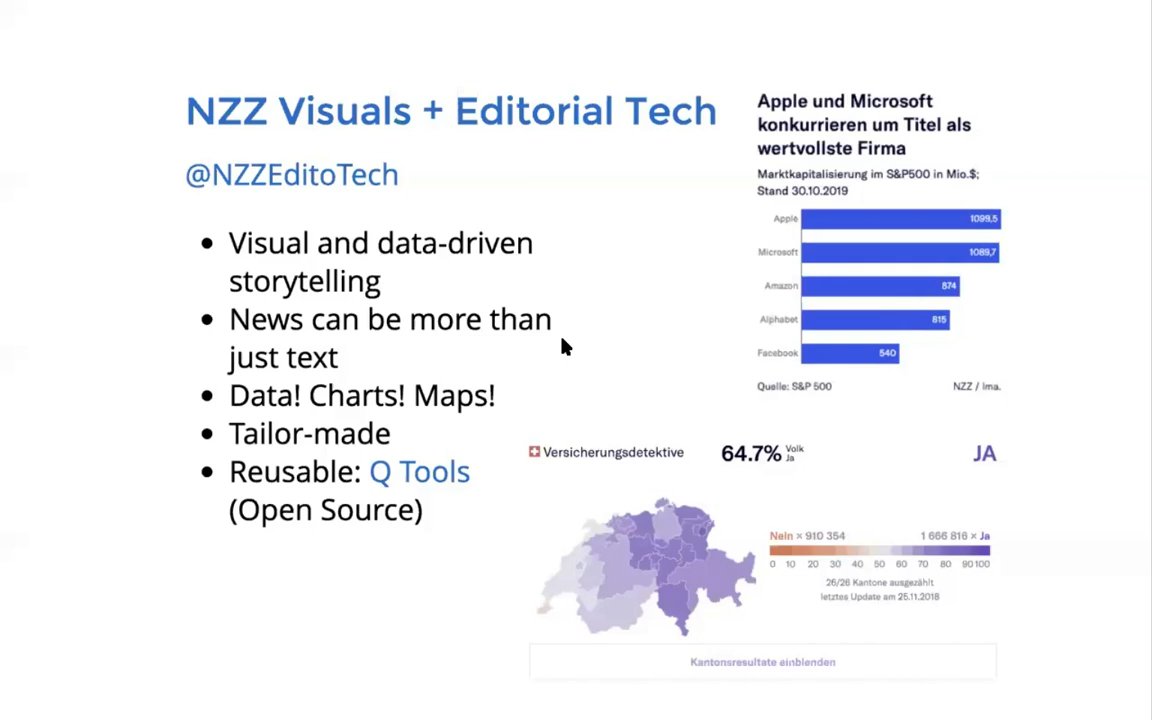 NZZ Visuals + Editorial Tech
@NZZEditoTech
• Visual and data-driven
storytelling
• News can be more than
just text
• Data! Charts! Maps!
• Tailor-made
• Reusable: Q Tools
(Open Source)
Apple und Microsoft
konkurrieren um Titel als
wertvollste Firma
Marktkapitalisierung im S&P500 in Mio.$;
Stand 30.10.2019
Apple 1099,5
Microsoft 1089,7
Amazon 874
Alphabet 815
Facebook 540
Quelle: S&P 500 NZZ / lma.
Versicherungsdetektive 64.7% Volk Ja JA
Nein × 910 354 1 666 816 × Ja
0 10 20 30 40 50 60 70 80 90 100
26/26 Kantone ausgezählt
letztes Update am 25.11.2018
Kantonsresultate einblenden